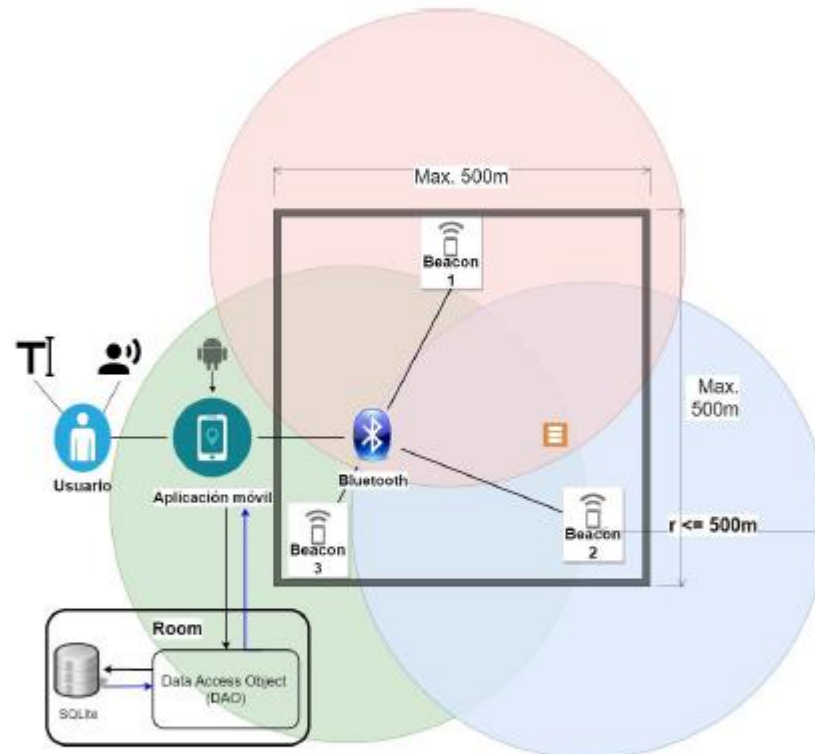 Max. 500m
Beacon
1
Max.
500m
Usuario
Aplicación móvil
Bluetooth
Beacon
2
r <= 500m
Beacon
3
Room
Data Access Object
(DAO)
SQLite